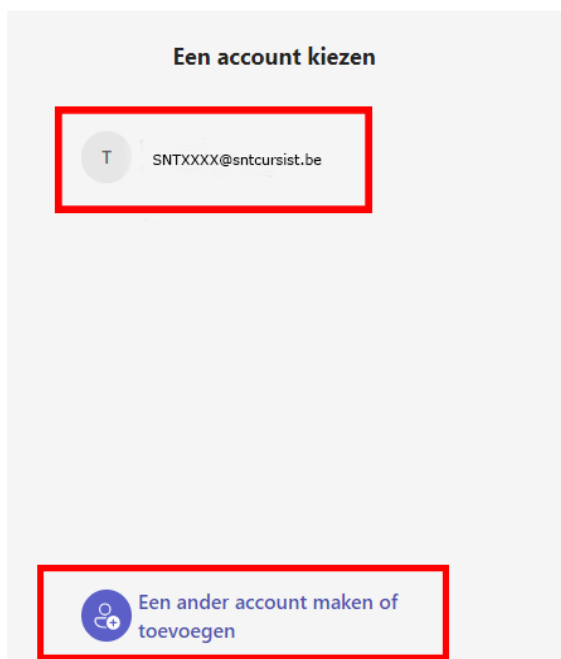 Een account kiezen
T
SNTXXXX@sntcursist.be
Een ander account maken of
toevoegen